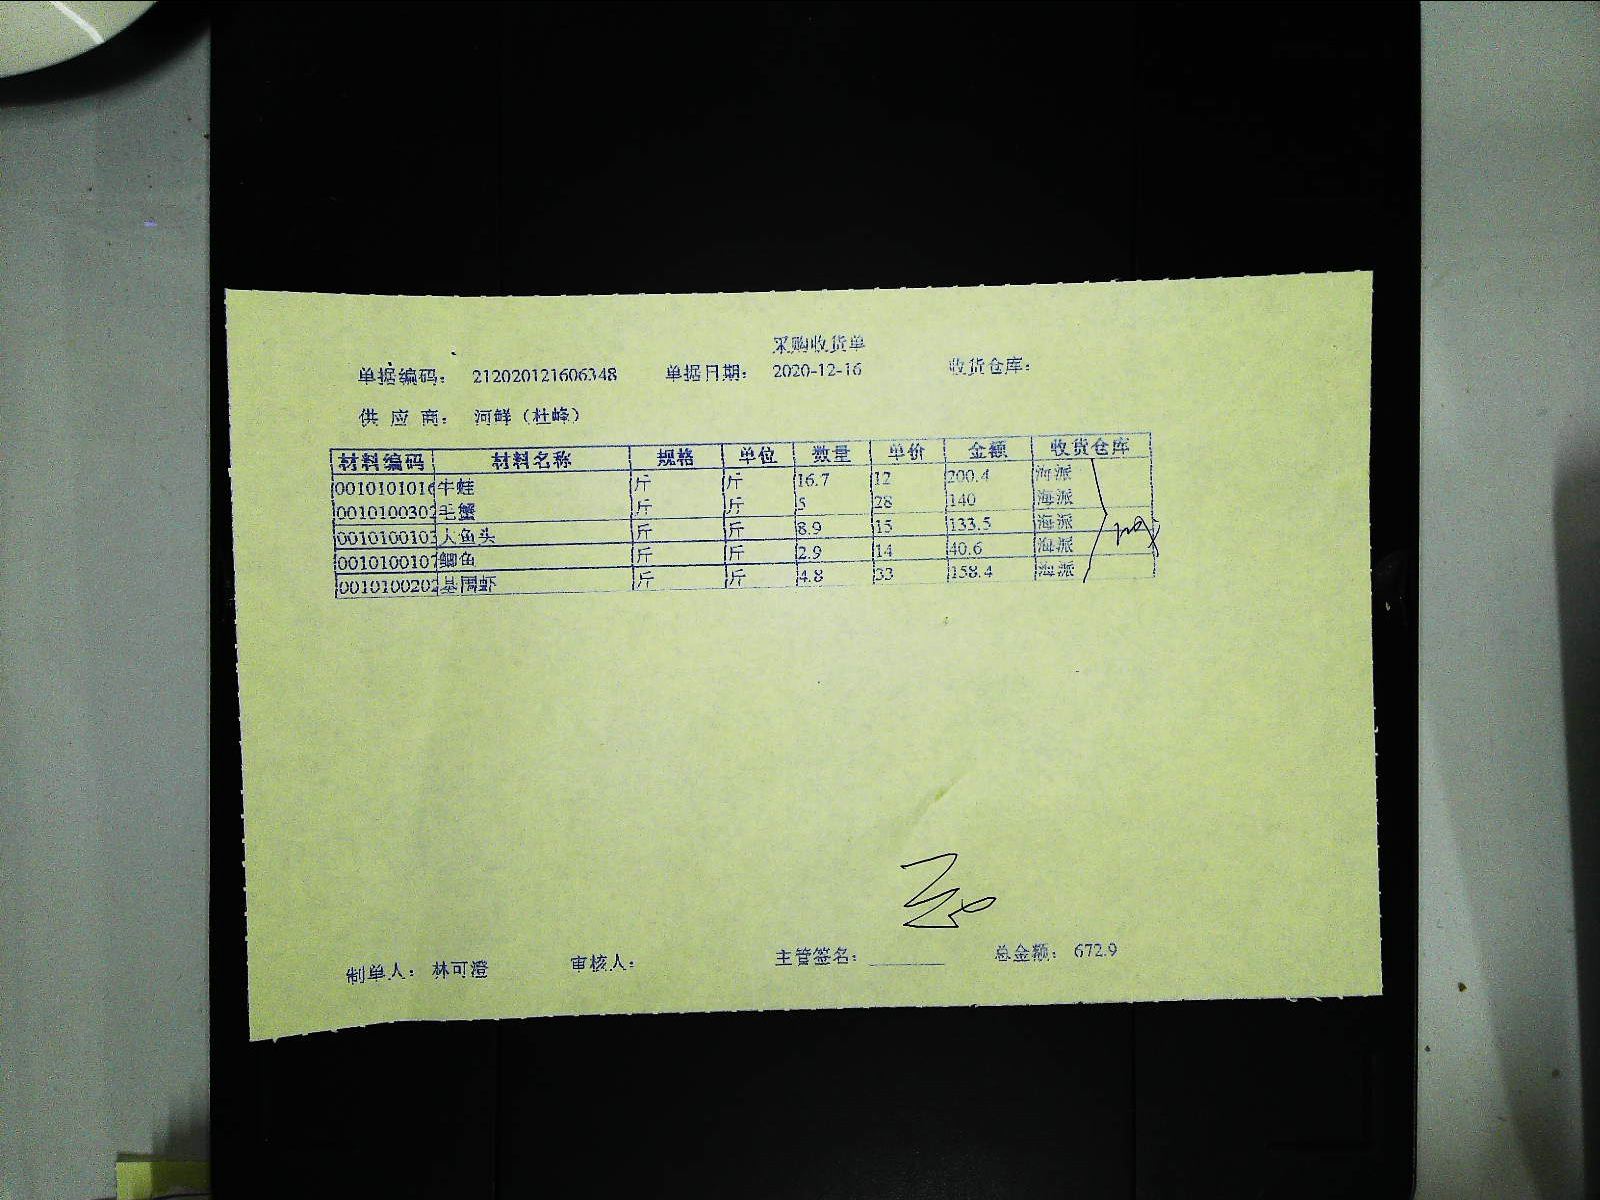 采购收货单
单据编码： 212020121606348 单据日期： 2020-12-16 收货仓库：
供 应 商： 河鲜（杜峰）
材料编码 材料名称 规格 单位 数量 单价 金额 收货仓库
0010101016 牛蛙 斤 斤 16.7 12 200.4 海派
001010030 毛蟹 斤 斤 5 28 140 海派
001010010 人鱼头 斤 斤 8.9 15 133.5 海派
001010010 鲫鱼 斤 斤 2.9 14 40.6 海派
001010020 基围虾 斤 斤 4.8 33 158.4 海派
制单人： 林可澄 审核人： 主管签名： 总金额： 672.9